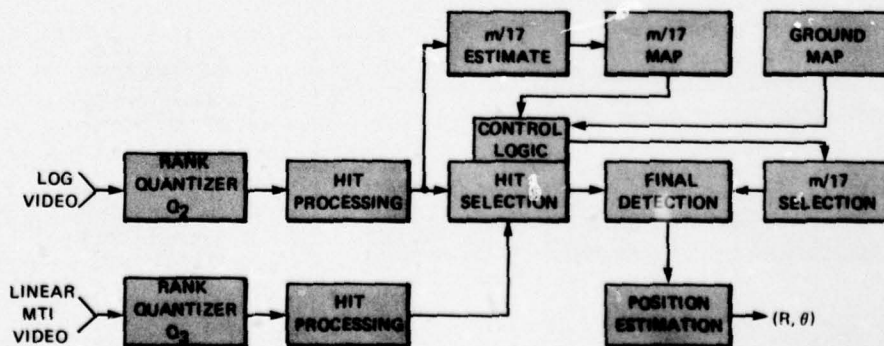 m/17
ESTIMATE
m/17
MAP
GROUND
MAP
CONTROL
LOGIC
LOG
VIDEO
RANK
QUANTIZER
Q2
HIT
PROCESSING
HIT
SELECTION
FINAL
DETECTION
m/17
SELECTION
LINEAR
MTI
VIDEO
RANK
QUANTIZER
Q3
HIT
PROCESSING
POSITION
ESTIMATION
(R, θ)